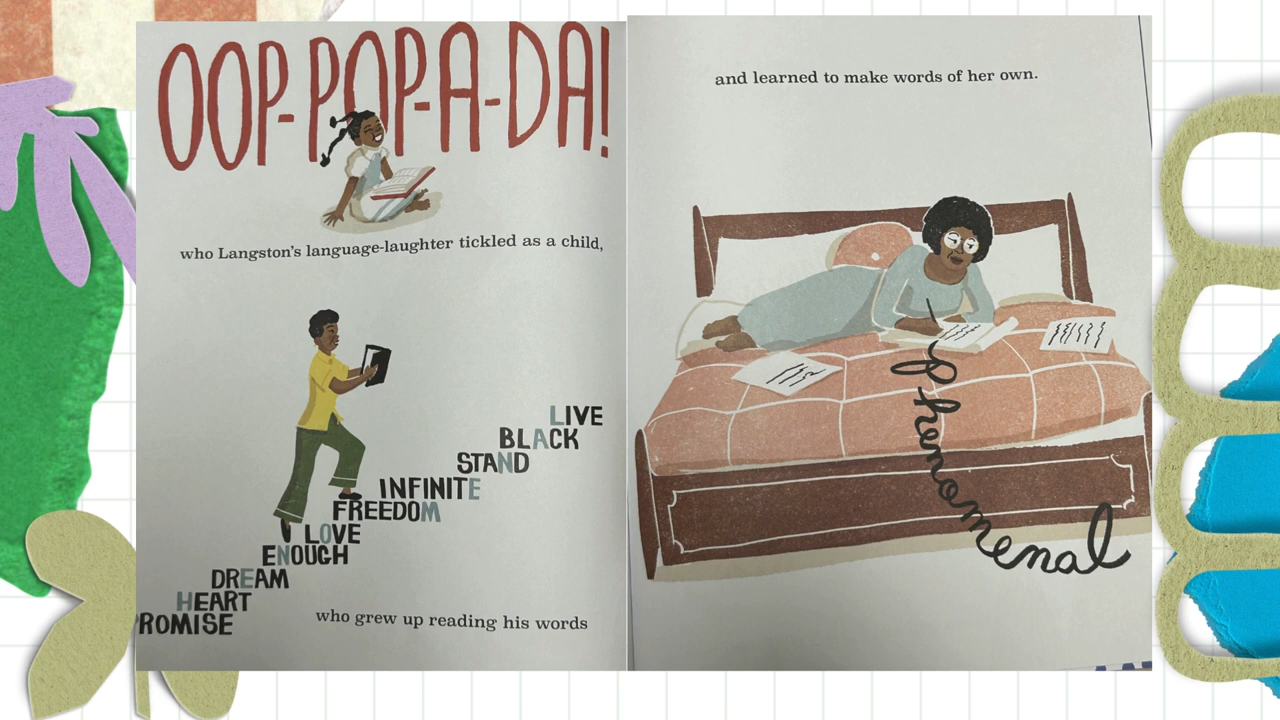 OOP-POP-A-DA!
who Langston's language-laughter tickled as a child,
LIVE
BLACK
STAND
INFINITE
FREEDOM
LOVE
ENOUGH
DREAM
HEART
PROMISE
who grew up reading his words
and learned to make words of her own.
phenomenal